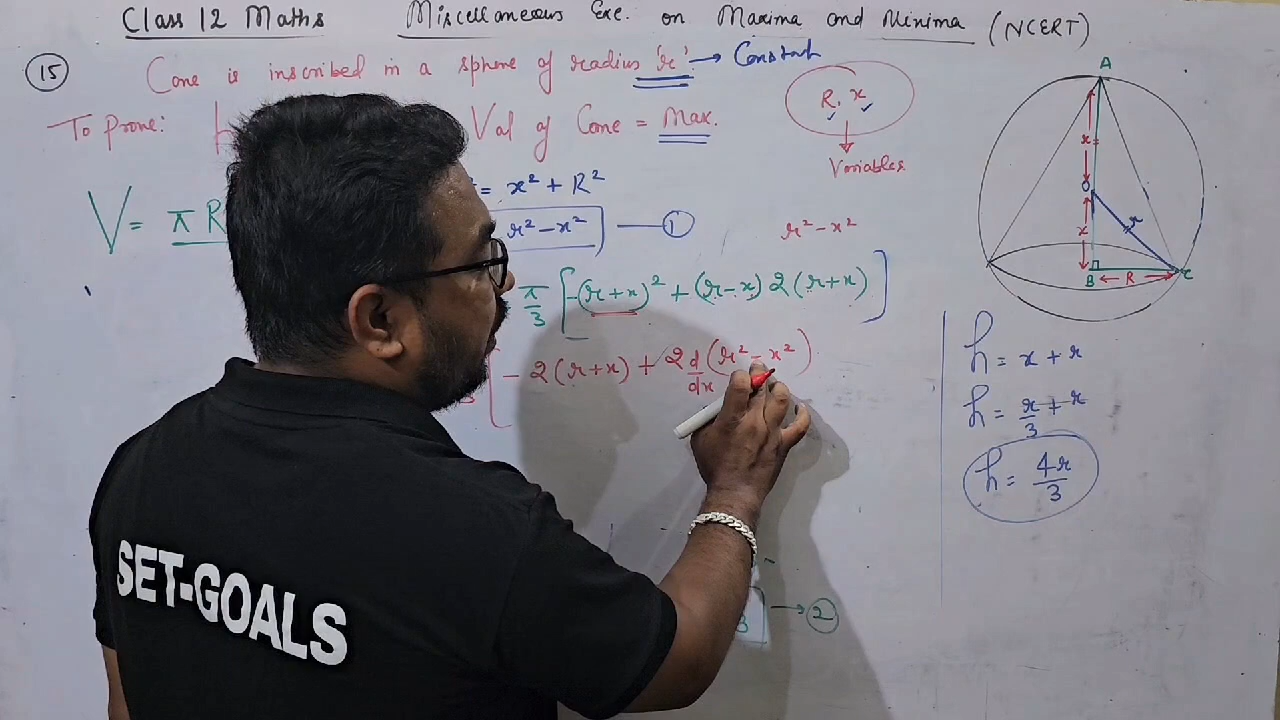 Class 12 Maths Miscellaneous Exc. on Maxima and Minima (NCERT)
15 Cone is inscribed in a sphere of radius 'r' → Constant
To prove: h Vol of Cone = Max.
R, x
Variables
V = π R
= x² + R²
r² - x² 1
r² - x²
π/3 [-(r+x)² + (r-x) 2(r+x)]
[- 2(r+x) + 2 d/dx (r² - x²)
2
A
r
O
x
r
B
R
C
h = x + r
h = r/3 + r
h = 4r/3
SET-GOALS